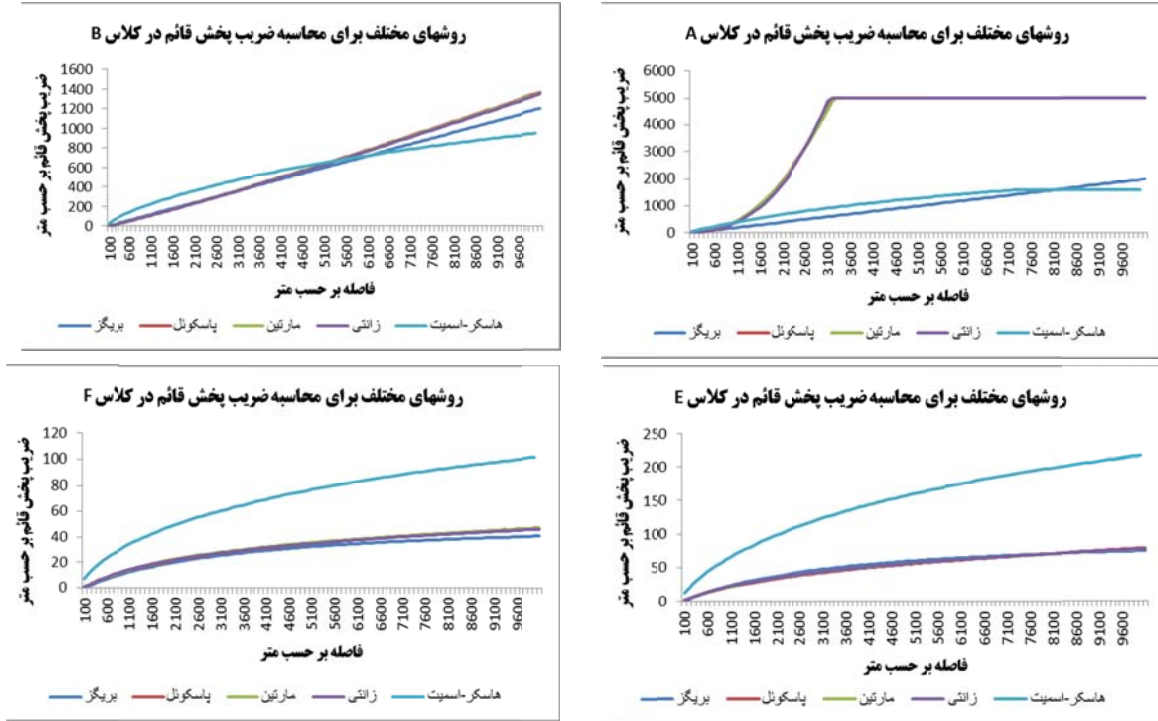 روشهای مختلف برای محاسبه ضریب پخش قائم در کلاس A
ضریب پخش قائم بر حسب متر
6000
5000
4000
3000
2000
1000
0
100 600 1100 1600 2100 2600 3100 3600 4100 4600 5100 5600 6100 6600 7100 7600 8100 8600 9100 9600
فاصله بر حسب متر
بریگز پاسکوئل مارتین زانتی هاسکر-اسمیت
روشهای مختلف برای محاسبه ضریب پخش قائم در کلاس B
ضریب پخش قائم بر حسب متر
1600
1400
1200
1000
800
600
400
200
0
100 600 1100 1600 2100 2600 3100 3600 4100 4600 5100 5600 6100 6600 7100 7600 8100 8600 9100 9600
فاصله بر حسب متر
بریگز پاسکوئل مارتین زانتی هاسکر-اسمیت
روشهای مختلف برای محاسبه ضریب پخش قائم در کلاس E
ضریب پخش قائم بر حسب متر
250
200
150
100
50
0
100 600 1100 1600 2100 2600 3100 3600 4100 4600 5100 5600 6100 6600 7100 7600 8100 8600 9100 9600
فاصله بر حسب متر
بریگز پاسکوئل مارتین زانتی هاسکر-اسمیت
روشهای مختلف برای محاسبه ضریب پخش قائم در کلاس F
ضریب پخش قائم بر حسب متر
120
100
80
60
40
20
0
100 600 1100 1600 2100 2600 3100 3600 4100 4600 5100 5600 6100 6600 7100 7600 8100 8600 9100 9600
فاصله بر حسب متر
بریگز پاسکوئل مارتین زانتی هاسکر-اسمیت